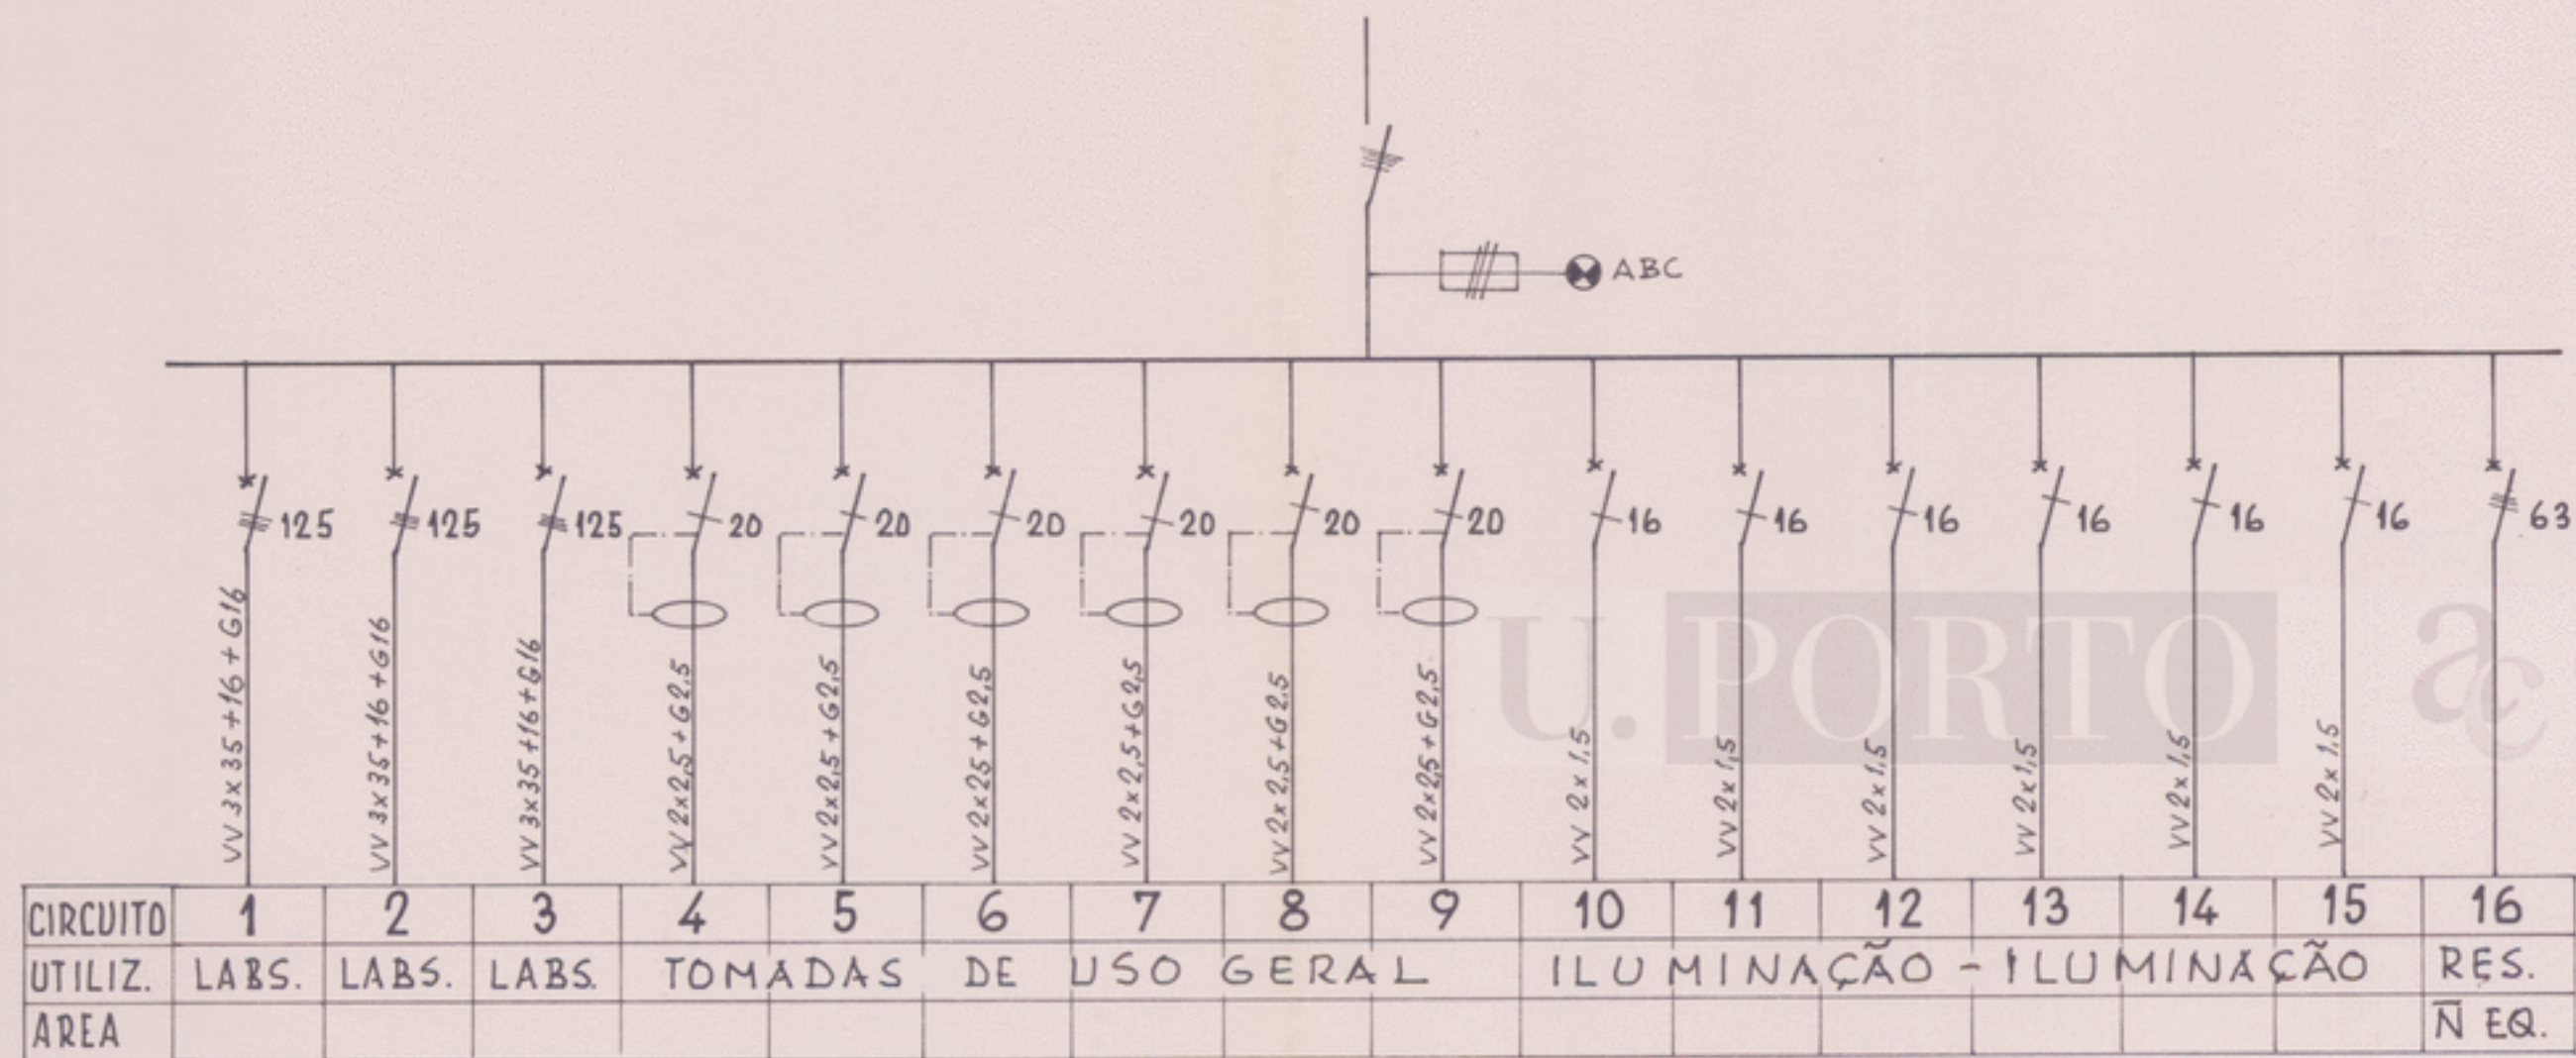 ABC
125 125 125 20 20 20 20 20 20 16 16 16 16 16 16 63
VV 3x35+16+G16
VV 3x35+16+G16
VV 3x35+16+G16
VV 2x2,5+G2,5
VV 2x2,5+G2,5
VV 2x25+G2,5
VV 2x2,5+G2,5
VV 2x2,5+G2.5
VV 2x2,5+G2,5
VV 2x1,5
VV 2x1,5
VV 2x1,5
VV 2x1,5
VV 2x1,5
VV 2x1,5
U. PORTO ac
CIRCUITO 1 2 3 4 5 6 7 8 9 10 11 12 13 14 15 16
UTILIZ. LABS. LABS. LABS. TOMADAS DE USO GERAL ILUMINAÇÃO - ILUMINAÇÃO RES.
AREA N̄ EQ.